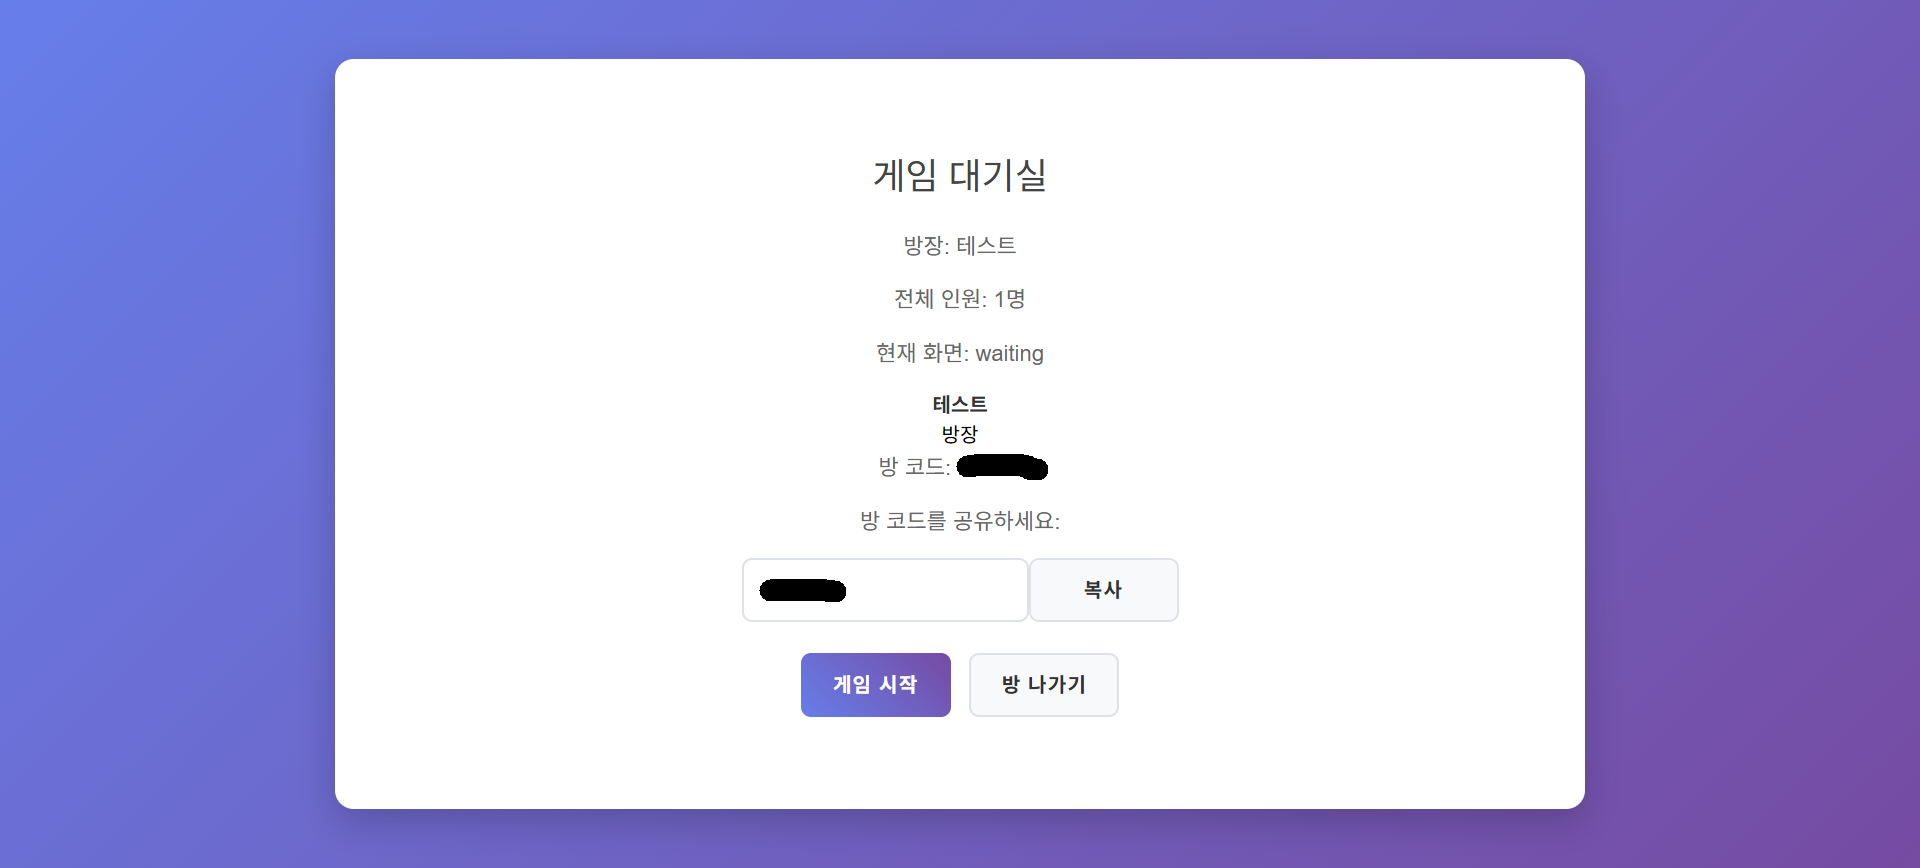 게임 대기실
방장: 테스트
전체 인원: 1명
현재 화면: waiting
테스트
방장
방 코드:
방 코드를 공유하세요:
복사
게임 시작 방 나가기